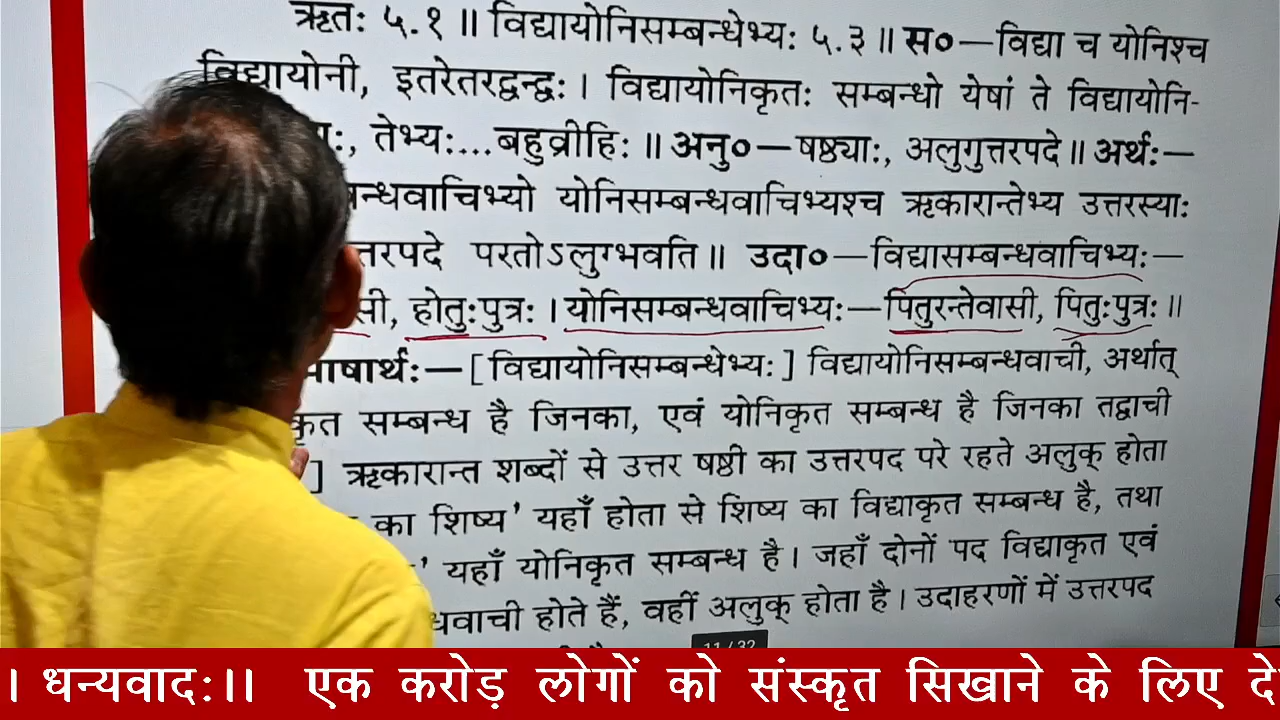 ऋतः ५.१ ॥ विद्यायोनिसम्बन्धेभ्यः ५.३ ॥ स०—विद्या च योनिश्च
विद्यायोनी, इतरेतरद्वन्द्वः । विद्यायोनिकृतः सम्बन्धो येषां ते विद्यायोनि-
तेभ्यः...बहुव्रीहिः ॥ अनु०—षष्ठ्याः, अलुगुत्तरपदे ॥ अर्थः—
न्धवाचिभ्यो योनिसम्बन्धवाचिभ्यश्च ऋकारान्तेभ्य उत्तरस्याः
तरपदे परतोऽलुग्भवति ॥ उदा०—विद्यासम्बन्धवाचिभ्यः—
सी, होतुःपुत्रः । योनिसम्बन्धवाचिभ्यः—पितुरन्तेवासी, पितुःपुत्रः ॥
भाषार्थः—[विद्यायोनिसम्बन्धेभ्यः] विद्यायोनिसम्बन्धवाची, अर्थात्
कृत सम्बन्ध है जिनका, एवं योनिकृत सम्बन्ध है जिनका तद्वाची
] ऋकारान्त शब्दों से उत्तर षष्ठी का उत्तरपद परे रहते अलुक् होता
का शिष्य' यहाँ होता से शिष्य का विद्याकृत सम्बन्ध है, तथा
' यहाँ योनिकृत सम्बन्ध है । जहाँ दोनों पद विद्याकृत एवं
धवाची होते हैं, वहीं अलुक् होता है । उदाहरणों में उत्तरपद
11 / 32
। धन्यवादः।। एक करोड़ लोगों को संस्कृत सिखाने के लिए दे